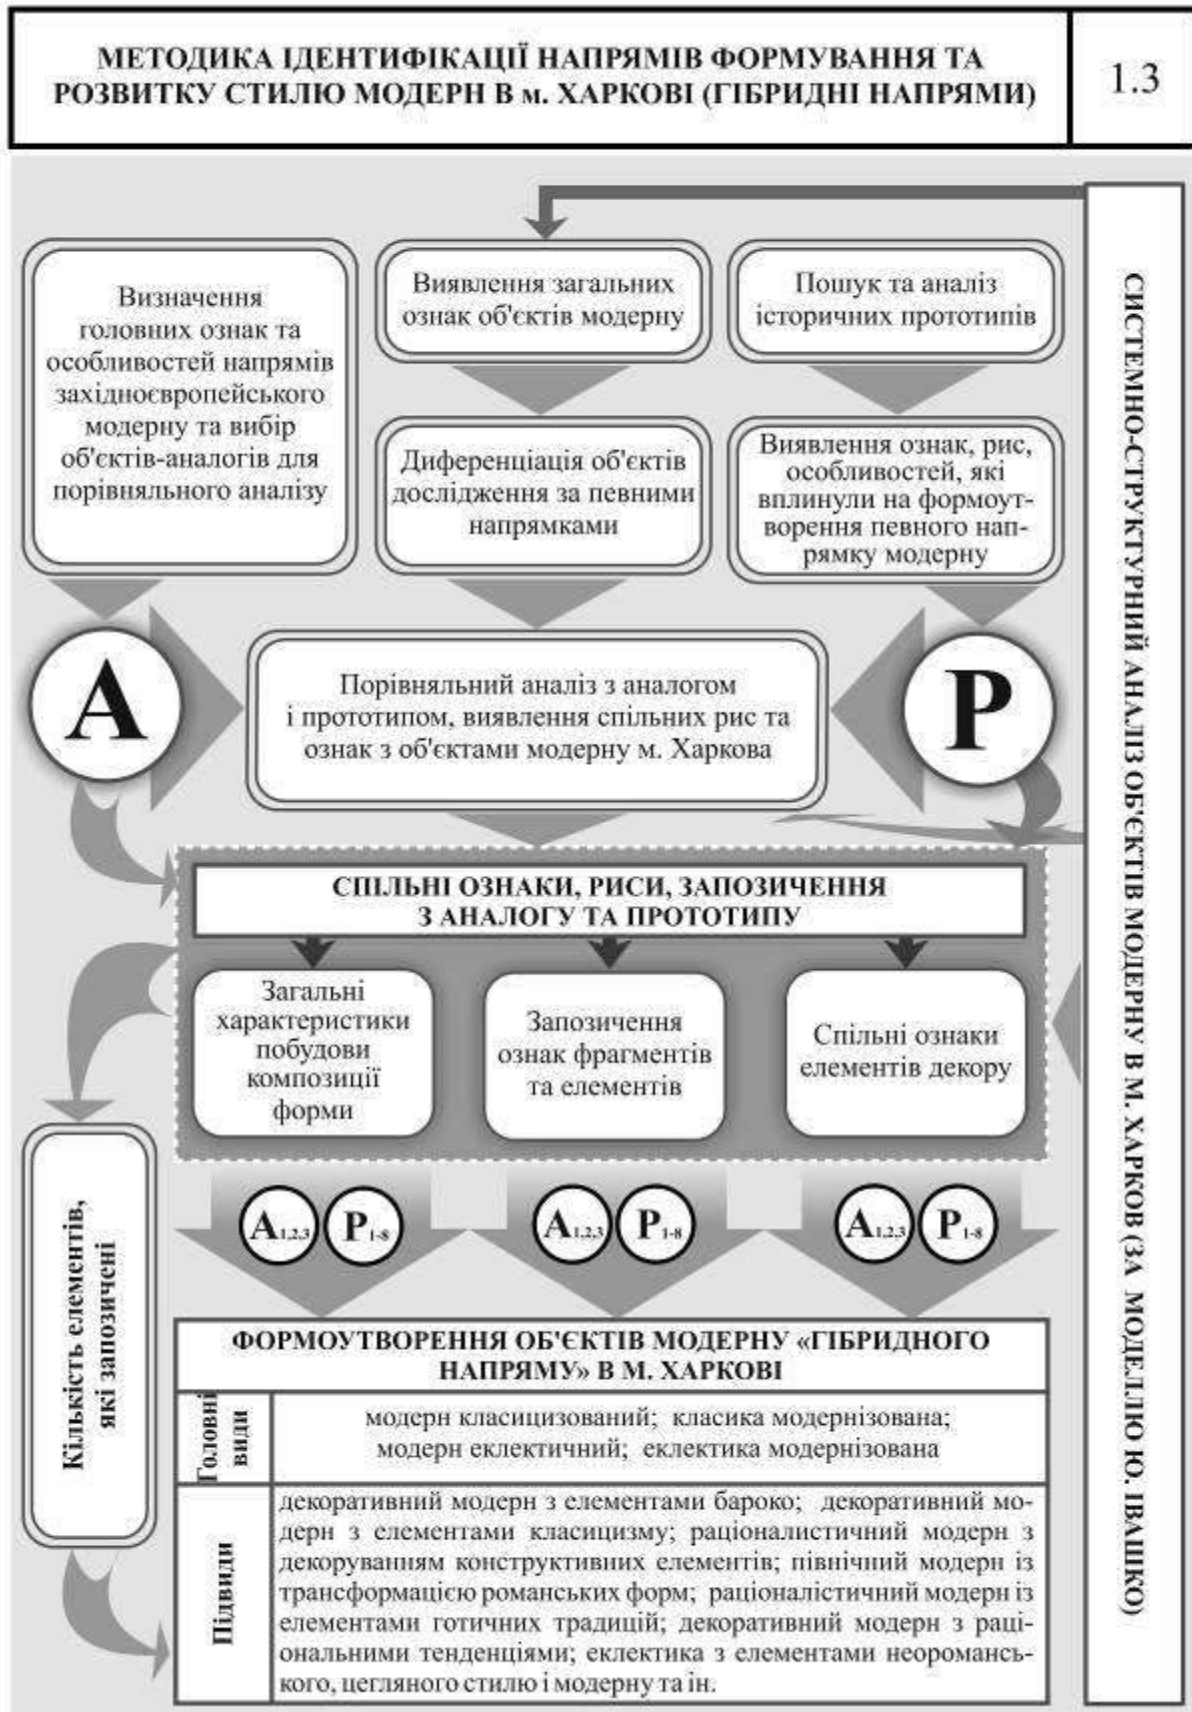 МЕТОДИКА ІДЕНТИФІКАЦІЇ НАПРЯМІВ ФОРМУВАННЯ ТА
РОЗВИТКУ СТИЛЮ МОДЕРН В м. ХАРКОВІ (ГІБРИДНІ НАПРЯМИ)
1.3
Визначення
головних ознак та
особливостей напрямів
західноєвропейського
модерну та вибір
об'єктів-аналогів для
порівняльного аналізу
Виявлення загальних
ознак об'єктів модерну
Пошук та аналіз
історичних прототипів
Диференціація об'єктів
дослідження за певними
напрямками
Виявлення ознак, рис,
особливостей, які
вплинули на формоут-
ворення певного нап-
рямку модерну
А
Порівняльний аналіз з аналогом
і прототипом, виявлення спільних рис та
ознак з об'єктами модерну м. Харкова
Р
СПІЛЬНІ ОЗНАКИ, РИСИ, ЗАПОЗИЧЕННЯ
З АНАЛОГУ ТА ПРОТОТИПУ
Загальні
характеристики
побудови
композиції
форми
Запозичення
ознак фрагментів
та елементів
Спільні ознаки
елементів декору
А1,2,3 Р1-8
А1,2,3 Р1-8
А1,2,3 Р1-8
Кількість елементів,
які запозичені
ФОРМОУТВОРЕННЯ ОБ'ЄКТІВ МОДЕРНУ «ГІБРИДНОГО
НАПРЯМУ» В М. ХАРКОВІ
Головні
види
модерн класицизований; класика модернізована;
модерн еклектичний; еклектика модернізована
Підвиди
декоративний модерн з елементами бароко; декоративний мо-
дерн з елементами класицизму; раціоналистичний модерн з
декоруванням конструктивних елементів; північний модерн із
трансформацією романських форм; раціоналістичний модерн із
елементами готичних традицій; декоративний модерн з раці-
ональними тенденціями; еклектика з елементами неоромансь-
кого, цегляного стилю і модерну та ін.
СИСТЕМНО-СТРУКТУРНИЙ АНАЛІЗ ОБ'ЄКТІВ МОДЕРНУ В М. ХАРКОВ (ЗА МОДЕЛЛЮ Ю. ІВАШКО)